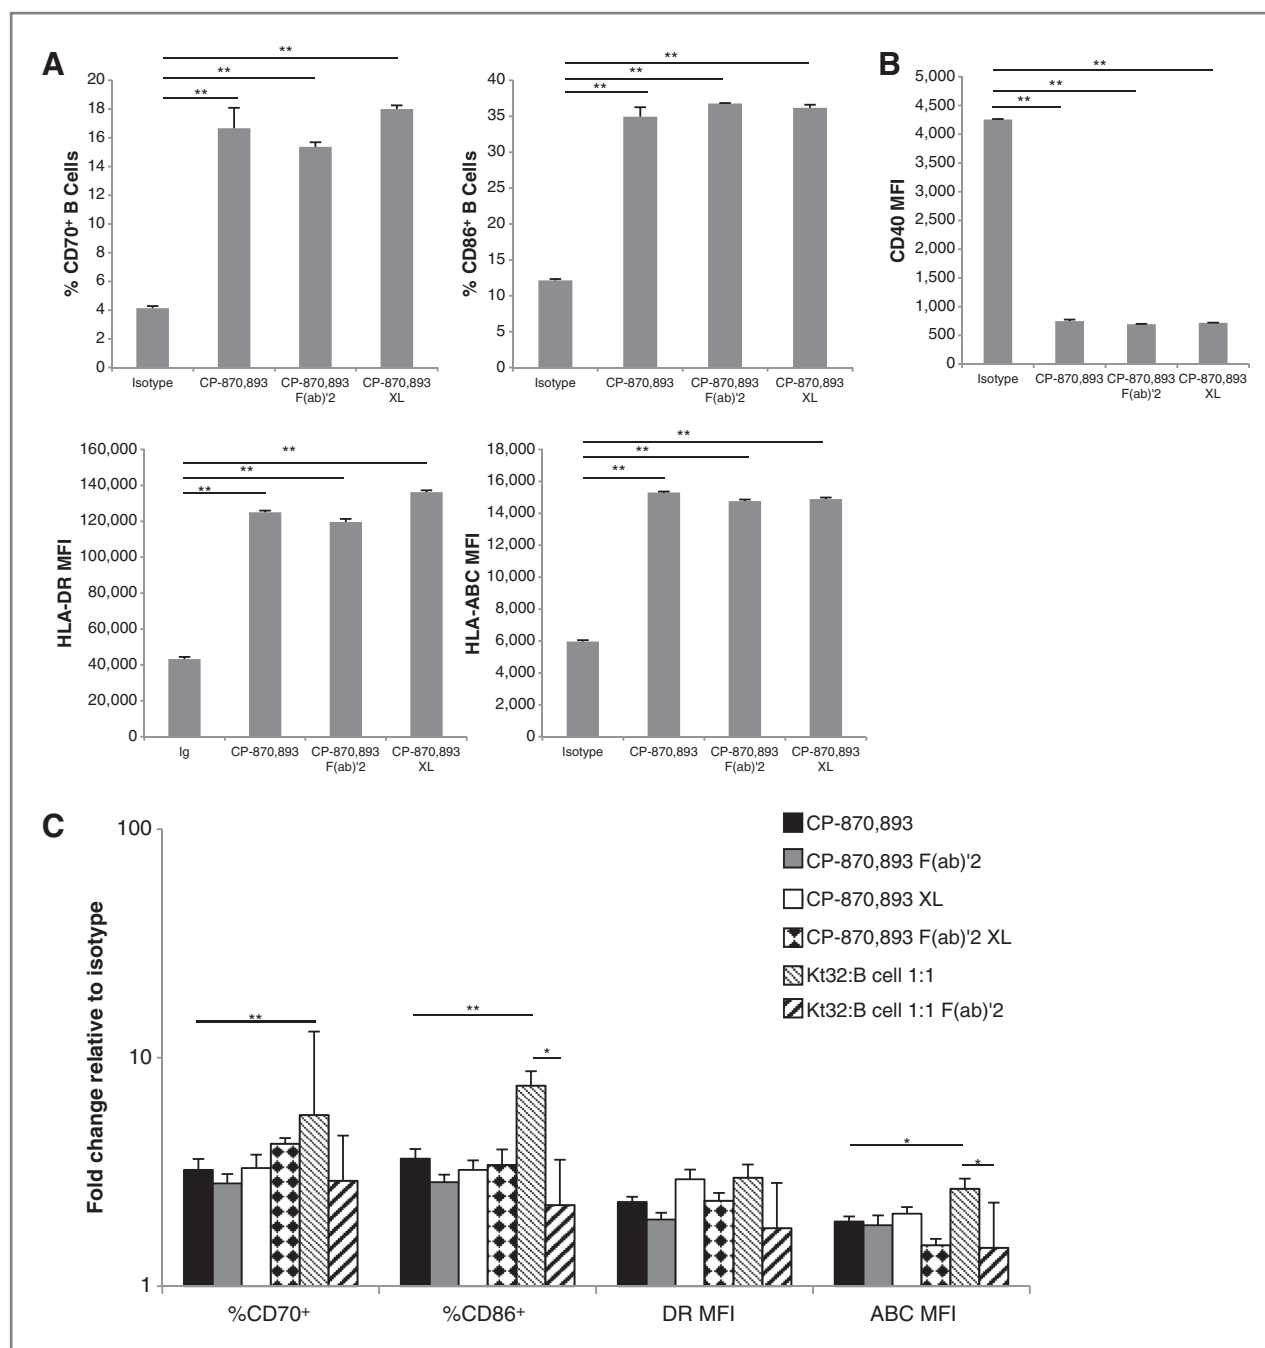 A
% CD70+ B Cells
20
18
16
14
12
10
8
6
4
2
0
**
**
**
Isotype
CP-870,893
CP-870,893
F(ab)'2
CP-870,893
XL
% CD86+ B Cells
40
35
30
25
20
15
10
5
0
**
**
**
Isotype
CP-870,893
CP-870,893
F(ab)'2
CP-870,893
XL
B
CD40 MFI
5,000
4,500
4,000
3,500
3,000
2,500
2,000
1,500
1,000
500
0
**
**
**
Isotype
CP-870,893
CP-870,893
F(ab)'2
CP-870,893
XL
HLA-DR MFI
160,000
140,000
120,000
100,000
80,000
60,000
40,000
20,000
0
**
**
**
Ig
CP-870,893
CP-870,893
F(ab)'2
CP-870,893
XL
HLA-ABC MFI
18,000
16,000
14,000
12,000
10,000
8,000
6,000
4,000
2,000
0
**
**
**
Isotype
CP-870,893
CP-870,893
F(ab)'2
CP-870,893
XL
C
Fold change relative to isotype
100
10
1
**
**
*
*
*
%CD70+
%CD86+
DR MFI
ABC MFI
CP-870,893
CP-870,893 F(ab)'2
CP-870,893 XL
CP-870,893 F(ab)'2 XL
Kt32:B cell 1:1
Kt32:B cell 1:1 F(ab)'2